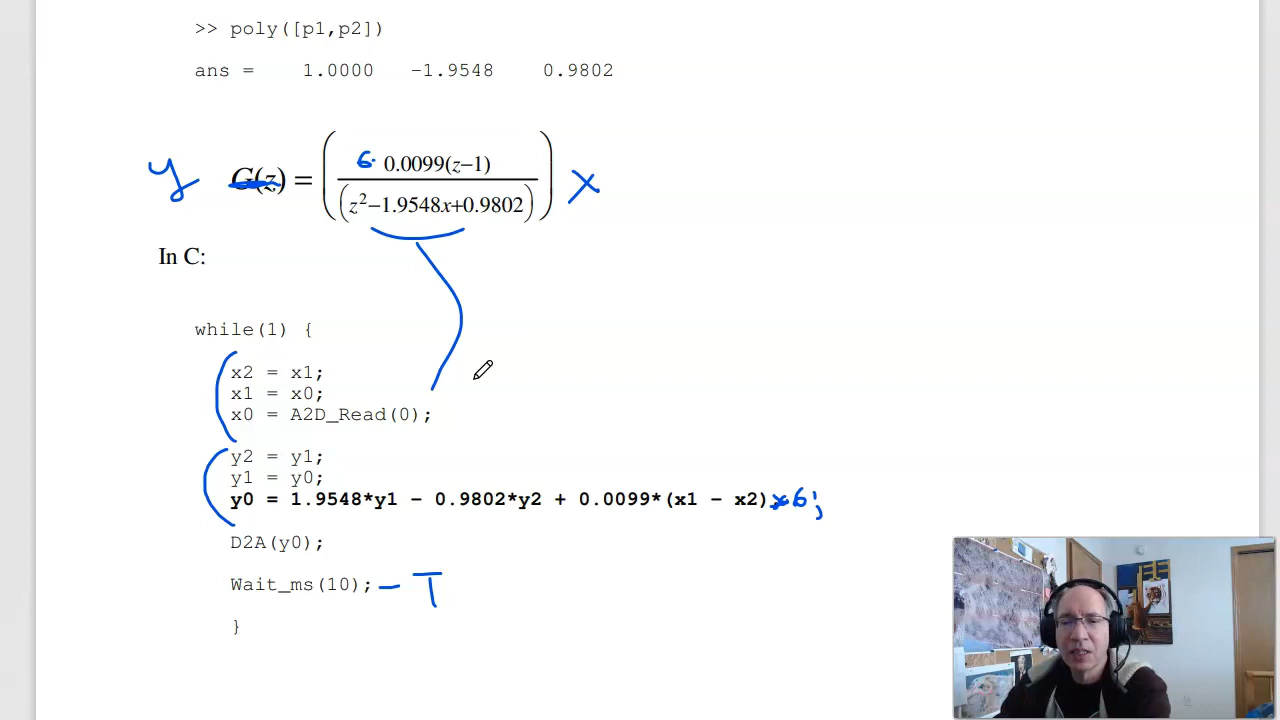 >> poly([p1,p2])
ans = 1.0000 -1.9548 0.9802
y G(z) = ( 6· 0.0099(z−1) / (z²−1.9548x+0.9802) ) X
In C:
while(1) {
x2 = x1;
x1 = x0;
x0 = A2D_Read(0);
y2 = y1;
y1 = y0;
y0 = 1.9548*y1 - 0.9802*y2 + 0.0099*(x1 - x2)*6;
D2A(y0);
Wait_ms(10); – T
}